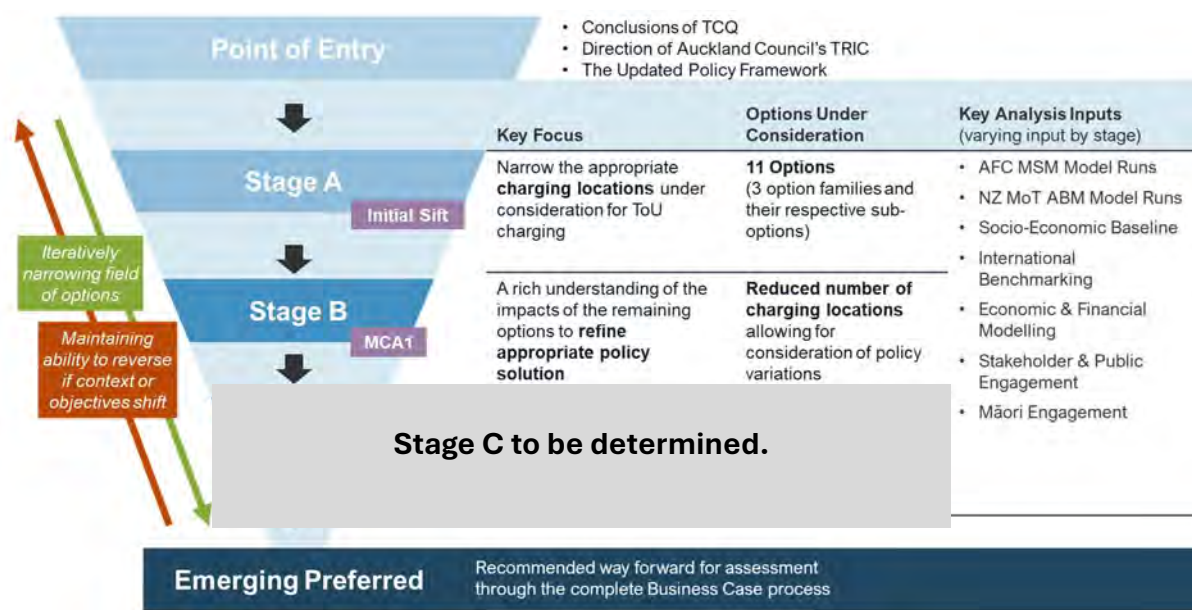 Point of Entry
• Conclusions of TCQ
• Direction of Auckland Council's TRIC
• The Updated Policy Framework
Key Focus
Options Under
Consideration
Key Analysis Inputs
(varying input by stage)
Stage A
Initial Sift
Narrow the appropriate
charging locations under
consideration for ToU
charging
11 Options
(3 option families and
their respective sub-
options)
• AFC MSM Model Runs
• NZ MoT ABM Model Runs
• Socio-Economic Baseline
• International
Benchmarking
• Economic & Financial
Modelling
• Stakeholder & Public
Engagement
• Māori Engagement
Iteratively
narrowing field
of options
Maintaining
ability to reverse
if context or
objectives shift
Stage B
MCA1
A rich understanding of the
impacts of the remaining
options to refine
appropriate policy
solution
Reduced number of
charging locations
allowing for
consideration of policy
variations
Stage C to be determined.
Emerging Preferred
Recommended way forward for assessment
through the complete Business Case process